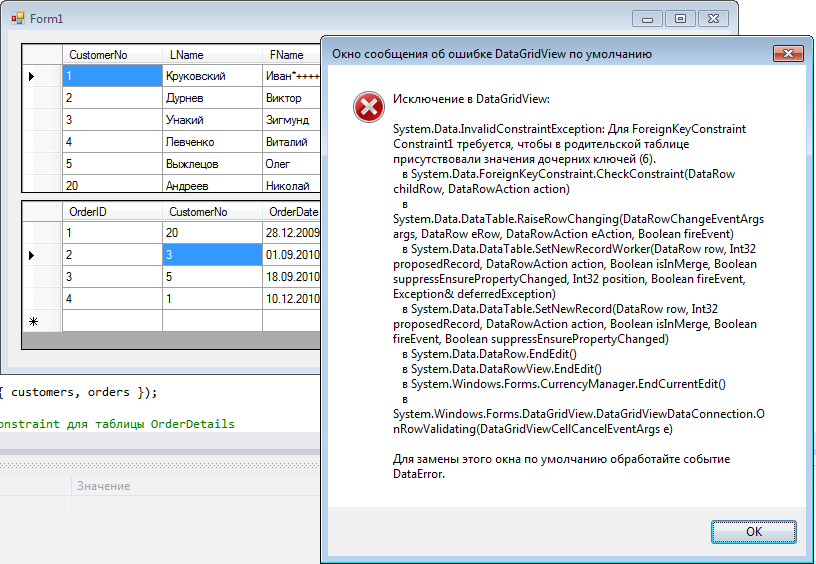 Form1
CustomerNo LName FName
1 Круковский Иван*++++
2 Дурнев Виктор
3 Унакий Зигмунд
4 Левченко Виталий
5 Выжлецов Олег
20 Андреев Николай
OrderID CustomerNo OrderDate
1 20 28.12.2009
2 3 01.09.2010
3 5 18.09.2010
4 1 10.12.2010
{ customers, orders });
onstraint для таблицы OrderDetails
Значение
Окно сообщения об ошибке DataGridView по умолчанию
Исключение в DataGridView:
System.Data.InvalidConstraintException: Для ForeignKeyConstraint
Constraint1 требуется, чтобы в родительской таблице
присутствовали значения дочерних ключей (6).
в System.Data.ForeignKeyConstraint.CheckConstraint(DataRow
childRow, DataRowAction action)
в
System.Data.DataTable.RaiseRowChanging(DataRowChangeEventArgs
args, DataRow eRow, DataRowAction eAction, Boolean fireEvent)
в System.Data.DataTable.SetNewRecordWorker(DataRow row, Int32
proposedRecord, DataRowAction action, Boolean isInMerge, Boolean
suppressEnsurePropertyChanged, Int32 position, Boolean fireEvent,
Exception& deferredException)
в System.Data.DataTable.SetNewRecord(DataRow row, Int32
proposedRecord, DataRowAction action, Boolean isInMerge, Boolean
fireEvent, Boolean suppressEnsurePropertyChanged)
в System.Data.DataRow.EndEdit()
в System.Data.DataRowView.EndEdit()
в System.Windows.Forms.CurrencyManager.EndCurrentEdit()
в
System.Windows.Forms.DataGridView.DataGridViewDataConnection.O
nRowValidating(DataGridViewCellCancelEventArgs e)
Для замены этого окна по умолчанию обработайте событие
DataError.
OK